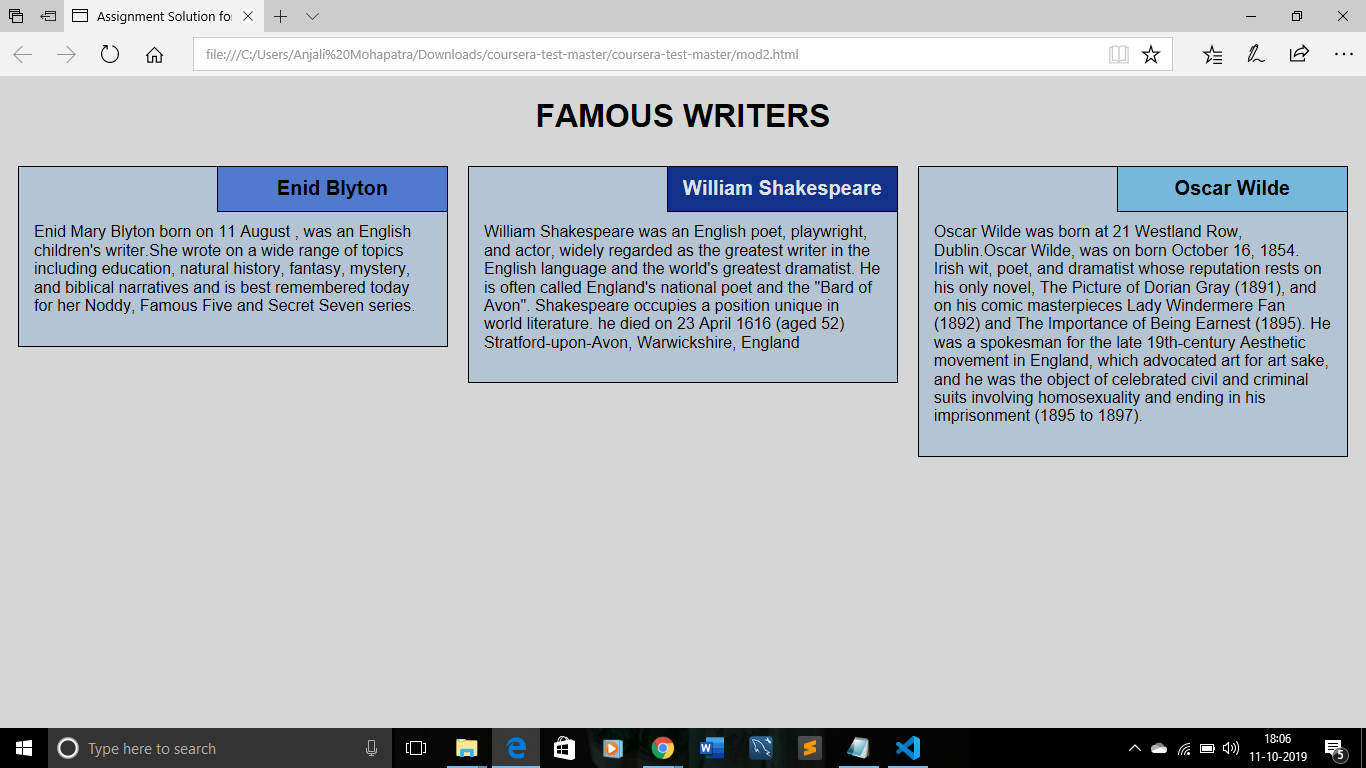 Assignment Solution for
file:///C:/Users/Anjali%20Mohapatra/Downloads/coursera-test-master/coursera-test-master/mod2.html
FAMOUS WRITERS
Enid Blyton
Enid Mary Blyton born on 11 August , was an English
children's writer.She wrote on a wide range of topics
including education, natural history, fantasy, mystery,
and biblical narratives and is best remembered today
for her Noddy, Famous Five and Secret Seven series.
William Shakespeare
William Shakespeare was an English poet, playwright,
and actor, widely regarded as the greatest writer in the
English language and the world's greatest dramatist. He
is often called England's national poet and the "Bard of
Avon". Shakespeare occupies a position unique in
world literature. he died on 23 April 1616 (aged 52)
Stratford-upon-Avon, Warwickshire, England
Oscar Wilde
Oscar Wilde was born at 21 Westland Row,
Dublin.Oscar Wilde, was on born October 16, 1854.
Irish wit, poet, and dramatist whose reputation rests on
his only novel, The Picture of Dorian Gray (1891), and
on his comic masterpieces Lady Windermere Fan
(1892) and The Importance of Being Earnest (1895). He
was a spokesman for the late 19th-century Aesthetic
movement in England, which advocated art for art sake,
and he was the object of celebrated civil and criminal
suits involving homosexuality and ending in his
imprisonment (1895 to 1897).
Type here to search
W
S
18:06
11-10-2019
5